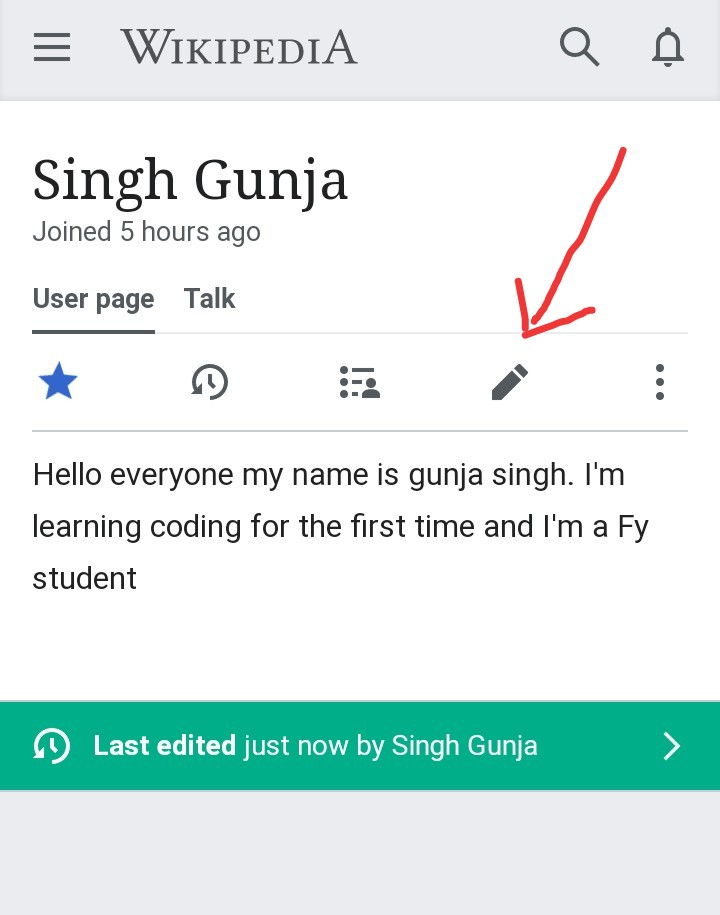 WIKIPEDIA
Singh Gunja
Joined 5 hours ago
User page Talk
Hello everyone my name is gunja singh. I'm
learning coding for the first time and I'm a Fy
student
Last edited just now by Singh Gunja